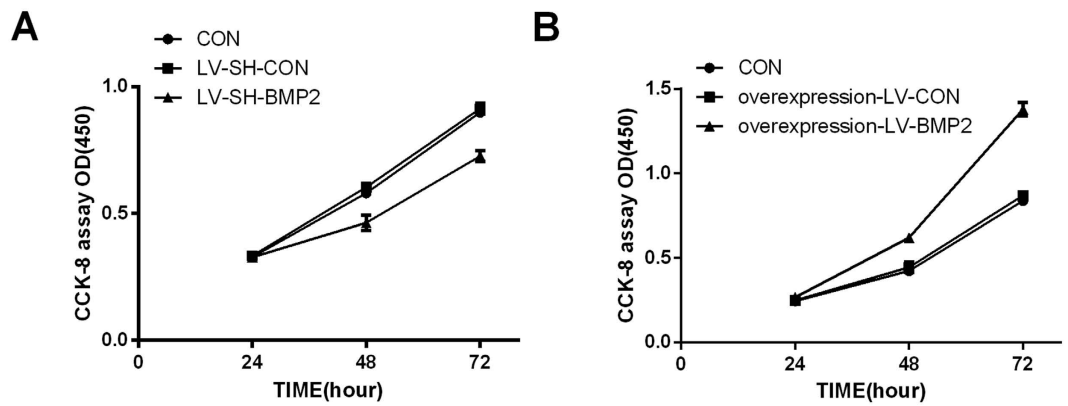 A
CON
LV-SH-CON
LV-SH-BMP2
1.0
0.5
0.0
CCK-8 assay OD(450)
0
24
48
72
TIME(hour)
B
CON
overexpression-LV-CON
overexpression-LV-BMP2
1.5
1.0
0.5
0.0
CCK-8 assay OD(450)
0
24
48
72
TIME(hour)